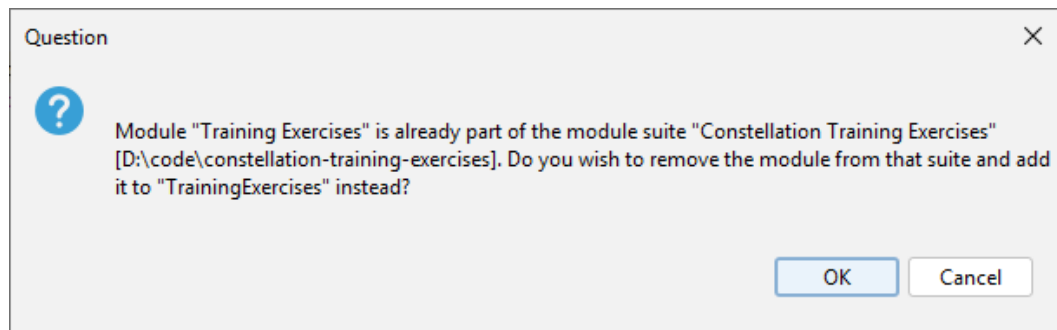 Question
Module "Training Exercises" is already part of the module suite "Constellation Training Exercises"
[D:\code\constellation-training-exercises]. Do you wish to remove the module from that suite and add
it to "TrainingExercises" instead?
OK
Cancel